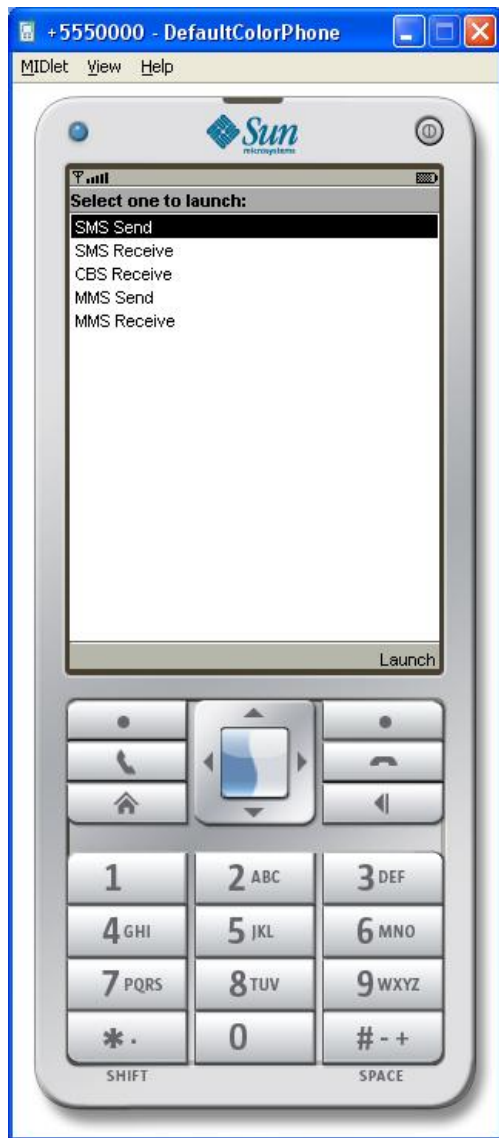 +5550000 - DefaultColorPhone
MIDlet View Help
Sun
microsystems
Select one to launch:
SMS Send
SMS Receive
CBS Receive
MMS Send
MMS Receive
Launch
1 2 ABC 3 DEF
4 GHI 5 JKL 6 MNO
7 PQRS 8 TUV 9 WXYZ
* . 0 # - +
SHIFT SPACE